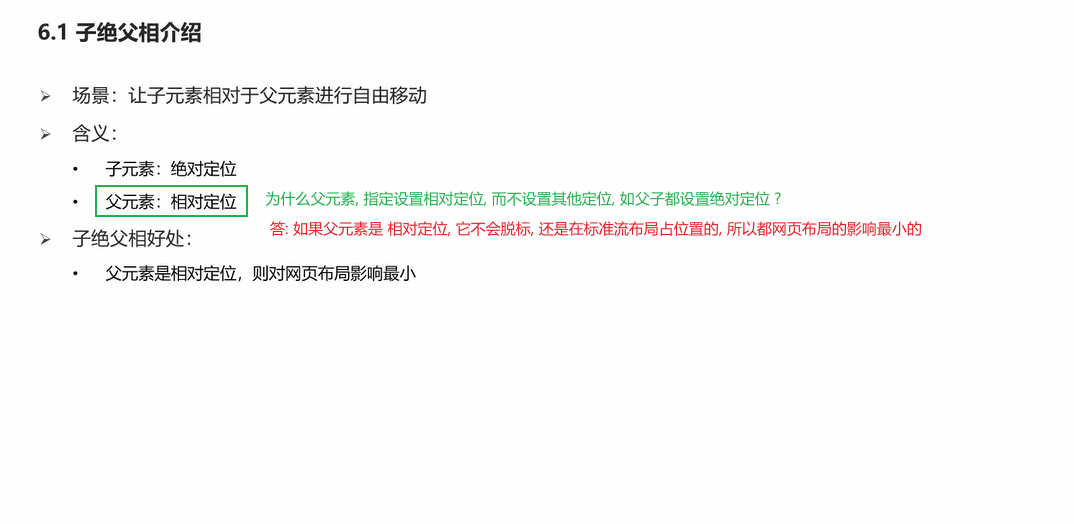 6.1 子绝父相介绍
场景：让子元素相对于父元素进行自由移动
含义：
子元素：绝对定位
父元素：相对定位 为什么父元素, 指定设置相对定位, 而不设置其他定位, 如父子都设置绝对定位 ?
答: 如果父元素是 相对定位, 它不会脱标, 还是在标准流布局占位置的, 所以都网页布局的影响最小的
子绝父相好处：
父元素是相对定位，则对网页布局影响最小